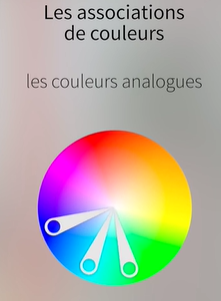 Les associations
de couleurs
les couleurs analogues